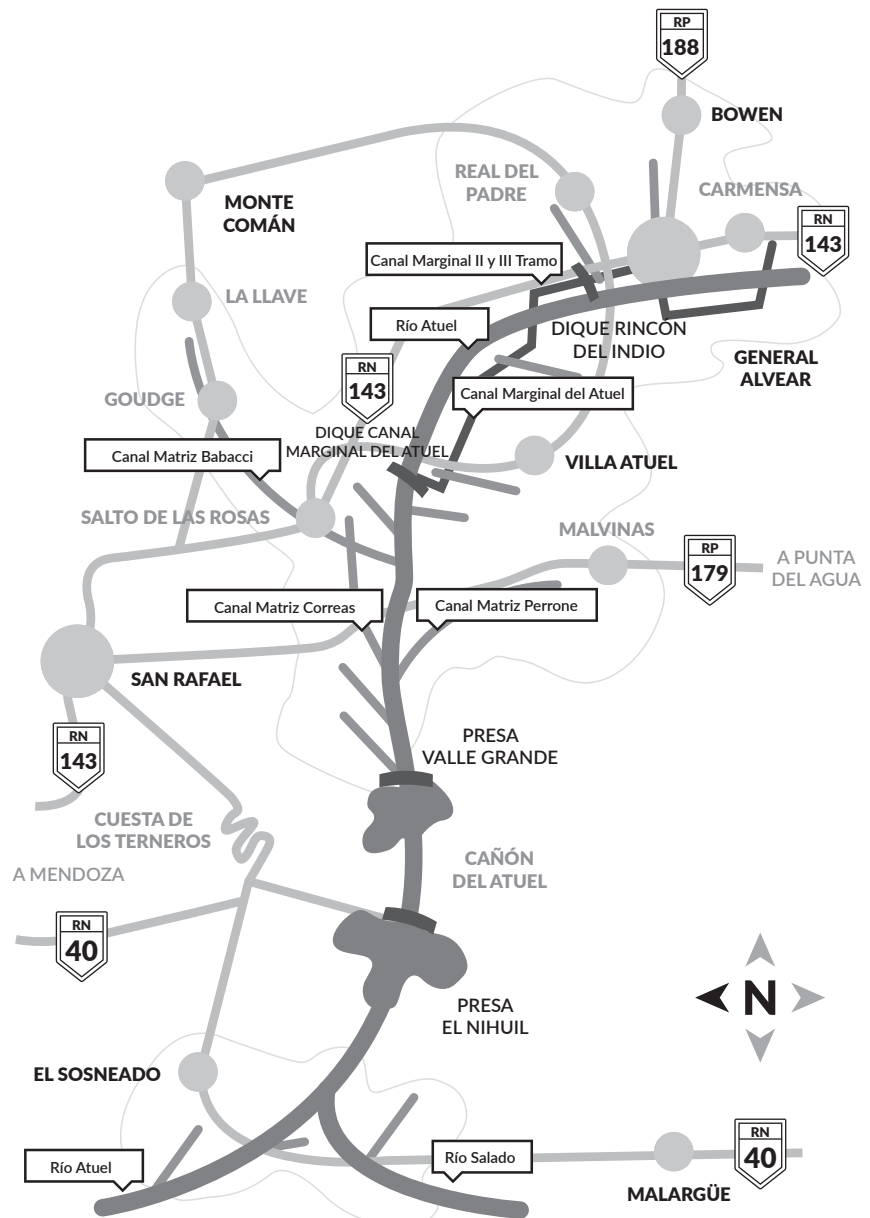 RP
188
BOWEN
REAL DEL
PADRE
CARMENSA
MONTE
COMÁN
RN
143
Canal Marginal II y III Tramo
LA LLAVE
Río Atuel
DIQUE RINCÓN
DEL INDIO
GENERAL
ALVEAR
RN
143
GOUDGE
Canal Marginal del Atuel
DIQUE CANAL
MARGINAL DEL ATUEL
Canal Matriz Babacci
VILLA ATUEL
SALTO DE LAS ROSAS
MALVINAS
RP
179
A PUNTA
DEL AGUA
Canal Matriz Correas
Canal Matriz Perrone
SAN RAFAEL
RN
143
PRESA
VALLE GRANDE
CUESTA DE
LOS TERNEROS
CAÑÓN
DEL ATUEL
A MENDOZA
RN
40
N
PRESA
EL NIHUIL
EL SOSNEADO
Río Atuel
Río Salado
RN
40
MALARGÜE